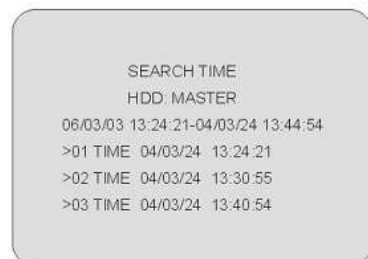 SEARCH TIME
HDD: MASTER
06/03/03 13:24:21-04/03/24 13:44:54
>01 TIME 04/03/24 13:24:21
>02 TIME 04/03/24 13:30:55
>03 TIME 04/03/24 13:40:54